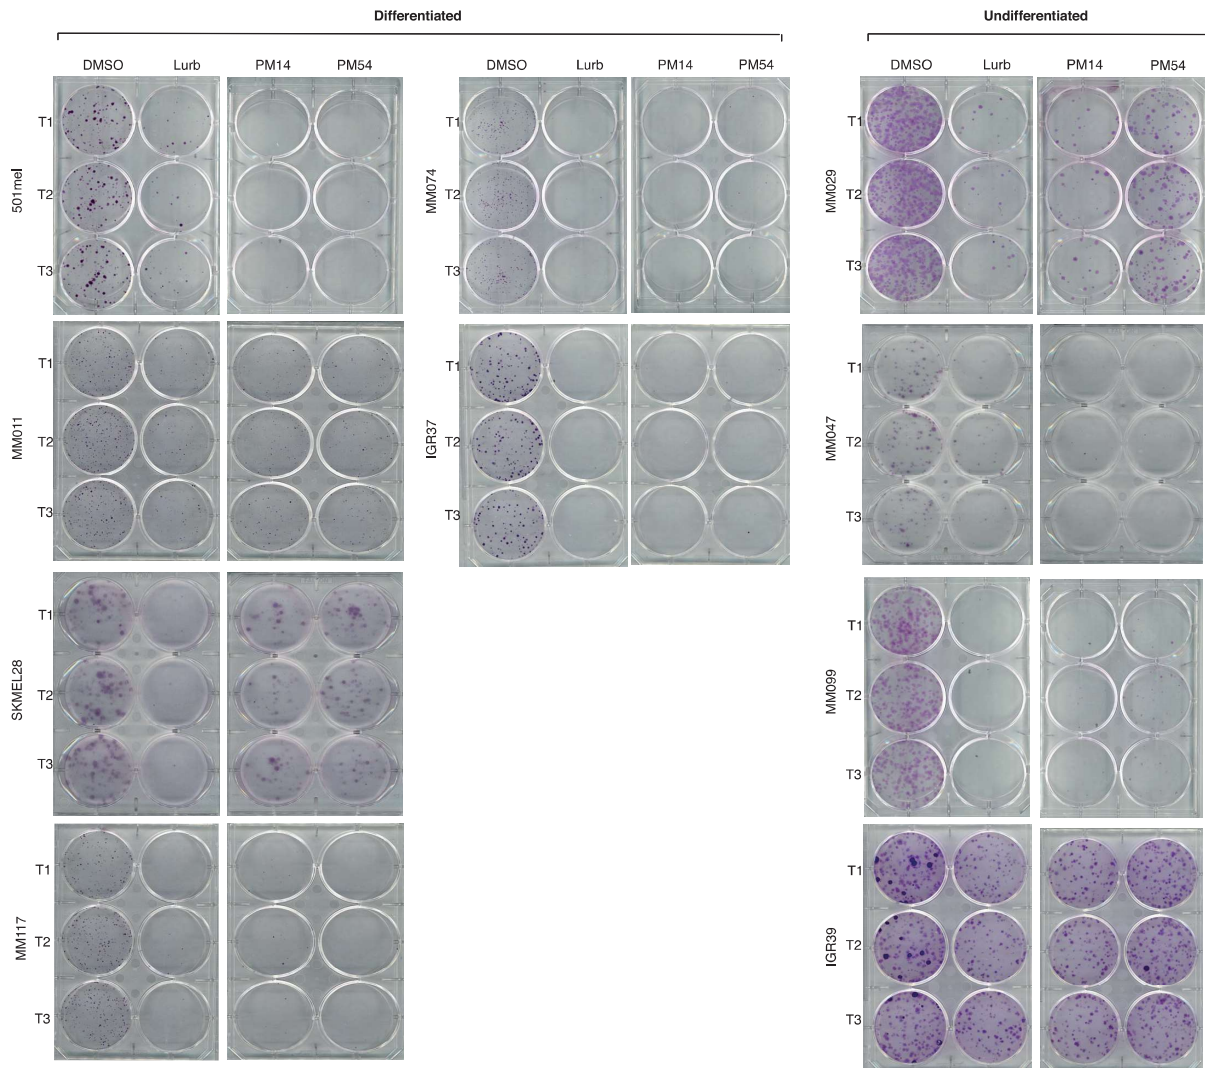 Differentiated
Undifferentiated
DMSO Lurb PM14 PM54
DMSO Lurb PM14 PM54
DMSO Lurb PM14 PM54
501mel
T1
T2
T3
MM074
T1
T2
T3
MM029
T1
T2
T3
MM011
T1
T2
T3
IGR37
T1
T2
T3
MM047
T1
T2
T3
SKMEL28
T1
T2
T3
MM099
T1
T2
T3
MM117
T1
T2
T3
IGR39
T1
T2
T3